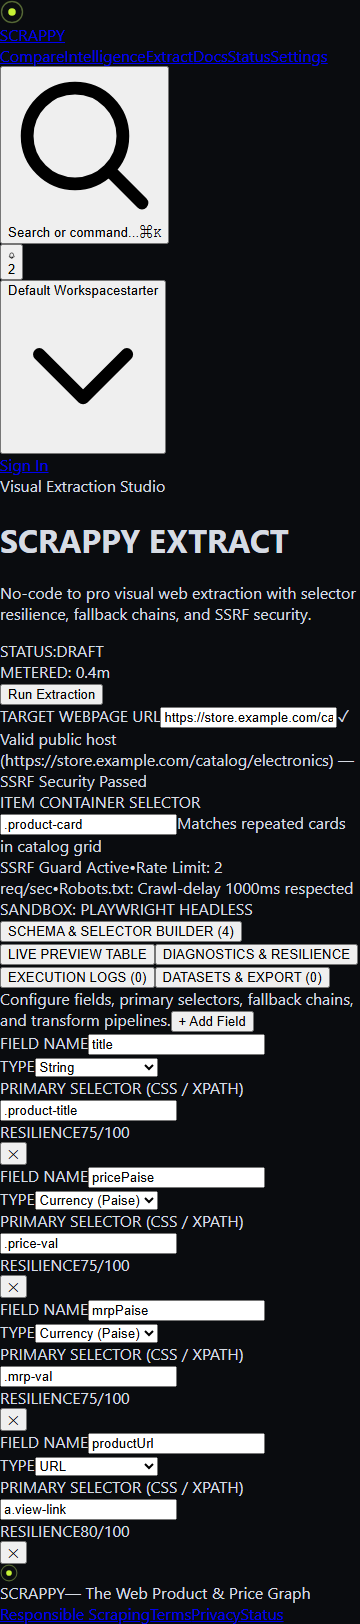 SCRAPPY
CompareIntelligenceExtractDocsStatusSettings
Search or command...⌘K
2
Default Workspacestarter
Sign In
Visual Extraction Studio
SCRAPPY EXTRACT
No-code to pro visual web extraction with selector
resilience, fallback chains, and SSRF security.
STATUS:DRAFT
METERED: 0.4m
Run Extraction
TARGET WEBPAGE URL https://store.example.com/ca ✓
Valid public host
(https://store.example.com/catalog/electronics) —
SSRF Security Passed
ITEM CONTAINER SELECTOR
.product-card Matches repeated cards
in catalog grid
SSRF Guard Active•Rate Limit: 2
req/sec•Robots.txt: Crawl-delay 1000ms respected
SANDBOX: PLAYWRIGHT HEADLESS
SCHEMA & SELECTOR BUILDER (4)
LIVE PREVIEW TABLE DIAGNOSTICS & RESILIENCE
EXECUTION LOGS (0) DATASETS & EXPORT (0)
Configure fields, primary selectors, fallback chains,
and transform pipelines. + Add Field
FIELD NAME title
TYPE String
PRIMARY SELECTOR (CSS / XPATH)
.product-title
RESILIENCE75/100
✕
FIELD NAME pricePaise
TYPE Currency (Paise)
PRIMARY SELECTOR (CSS / XPATH)
.price-val
RESILIENCE75/100
✕
FIELD NAME mrpPaise
TYPE Currency (Paise)
PRIMARY SELECTOR (CSS / XPATH)
.mrp-val
RESILIENCE75/100
✕
FIELD NAME productUrl
TYPE URL
PRIMARY SELECTOR (CSS / XPATH)
a.view-link
RESILIENCE80/100
✕
SCRAPPY— The Web Product & Price Graph
Responsible ScrapingTermsPrivacyStatus